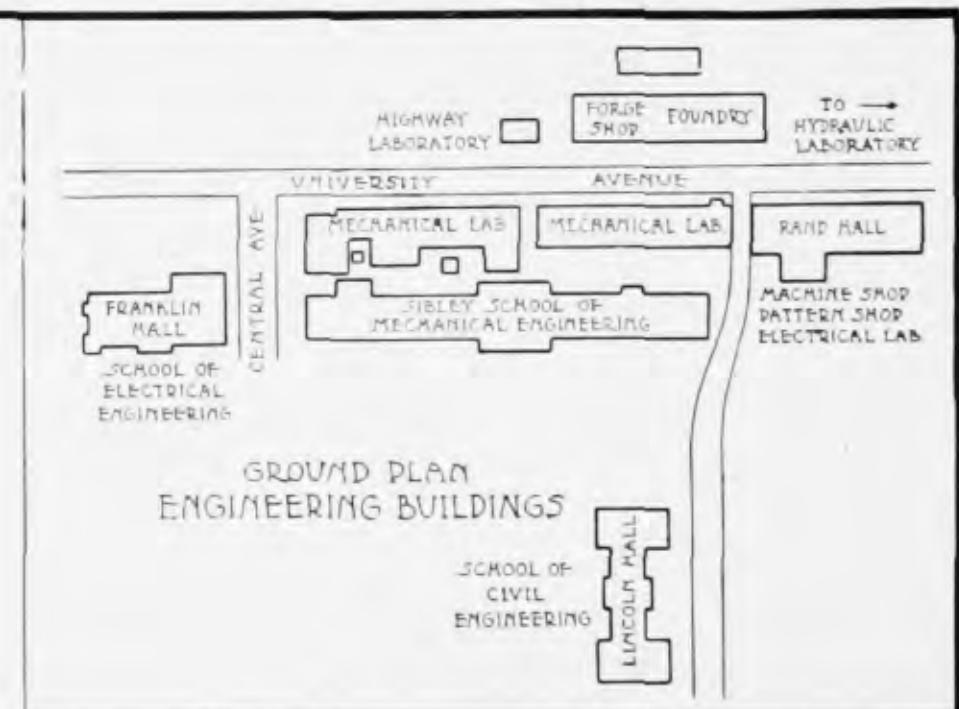 HIGHWAY
LABORATORY
FORGE
SHOP
FOUNDRY
TO →
HYDRAULIC
LABORATORY
UNIVERSITY AVENUE
CENTRAL AVE.
MECHANICAL LAB
MECHANICAL LAB.
RAND HALL
FRANKLIN
HALL
SIBLEY SCHOOL OF
MECHANICAL ENGINEERING
MACHINE SHOP
PATTERN SHOP
ELECTRICAL LAB
SCHOOL OF
ELECTRICAL
ENGINEERING
GROUND PLAN
ENGINEERING BUILDINGS
SCHOOL OF
CIVIL
ENGINEERING
LINCOLN HALL